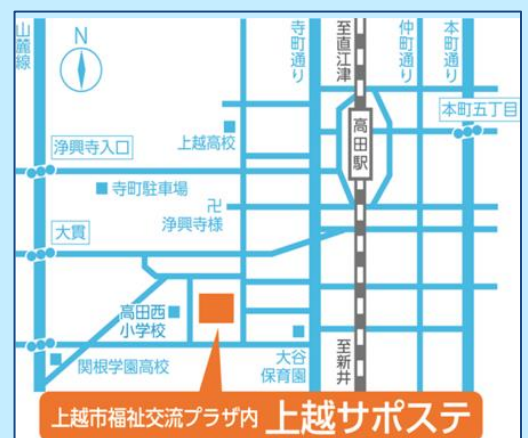 山麓線
N
寺町通り
至直江津
仲町通り
本町通り
本町五丁目
高田駅
上越高校
浄興寺入口
寺町駐車場
卍
浄興寺様
大貫
高田西
小学校
関根学園高校
大谷
保育園
至新井
上越市福祉交流プラザ内 上越サポステ